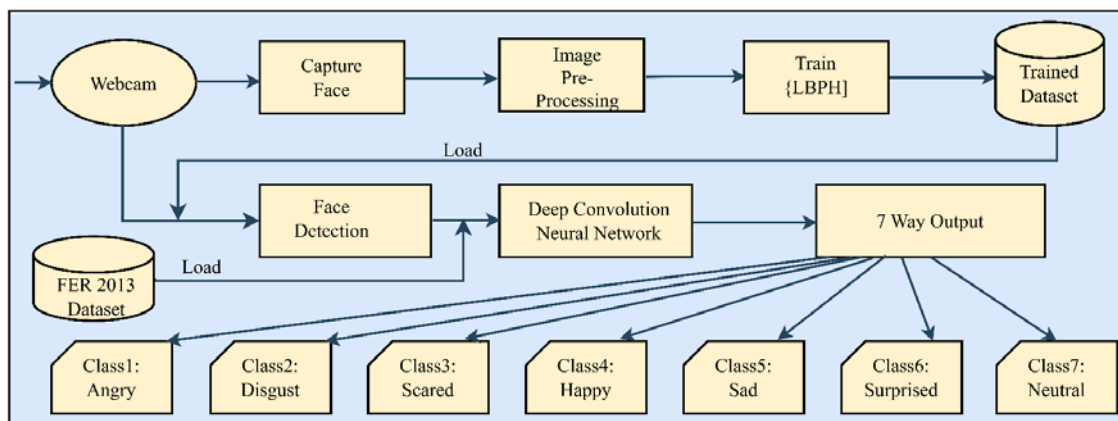 Webcam
Capture
Face
Image
Pre-
Processing
Train
{LBPH]
Trained
Dataset
Load
Face
Detection
Deep Convolution
Neural Network
7 Way Output
FER 2013
Dataset
Load
Class1:
Angry
Class2:
Disgust
Class3:
Scared
Class4:
Happy
Class5:
Sad
Class6:
Surprised
Class7:
Neutral